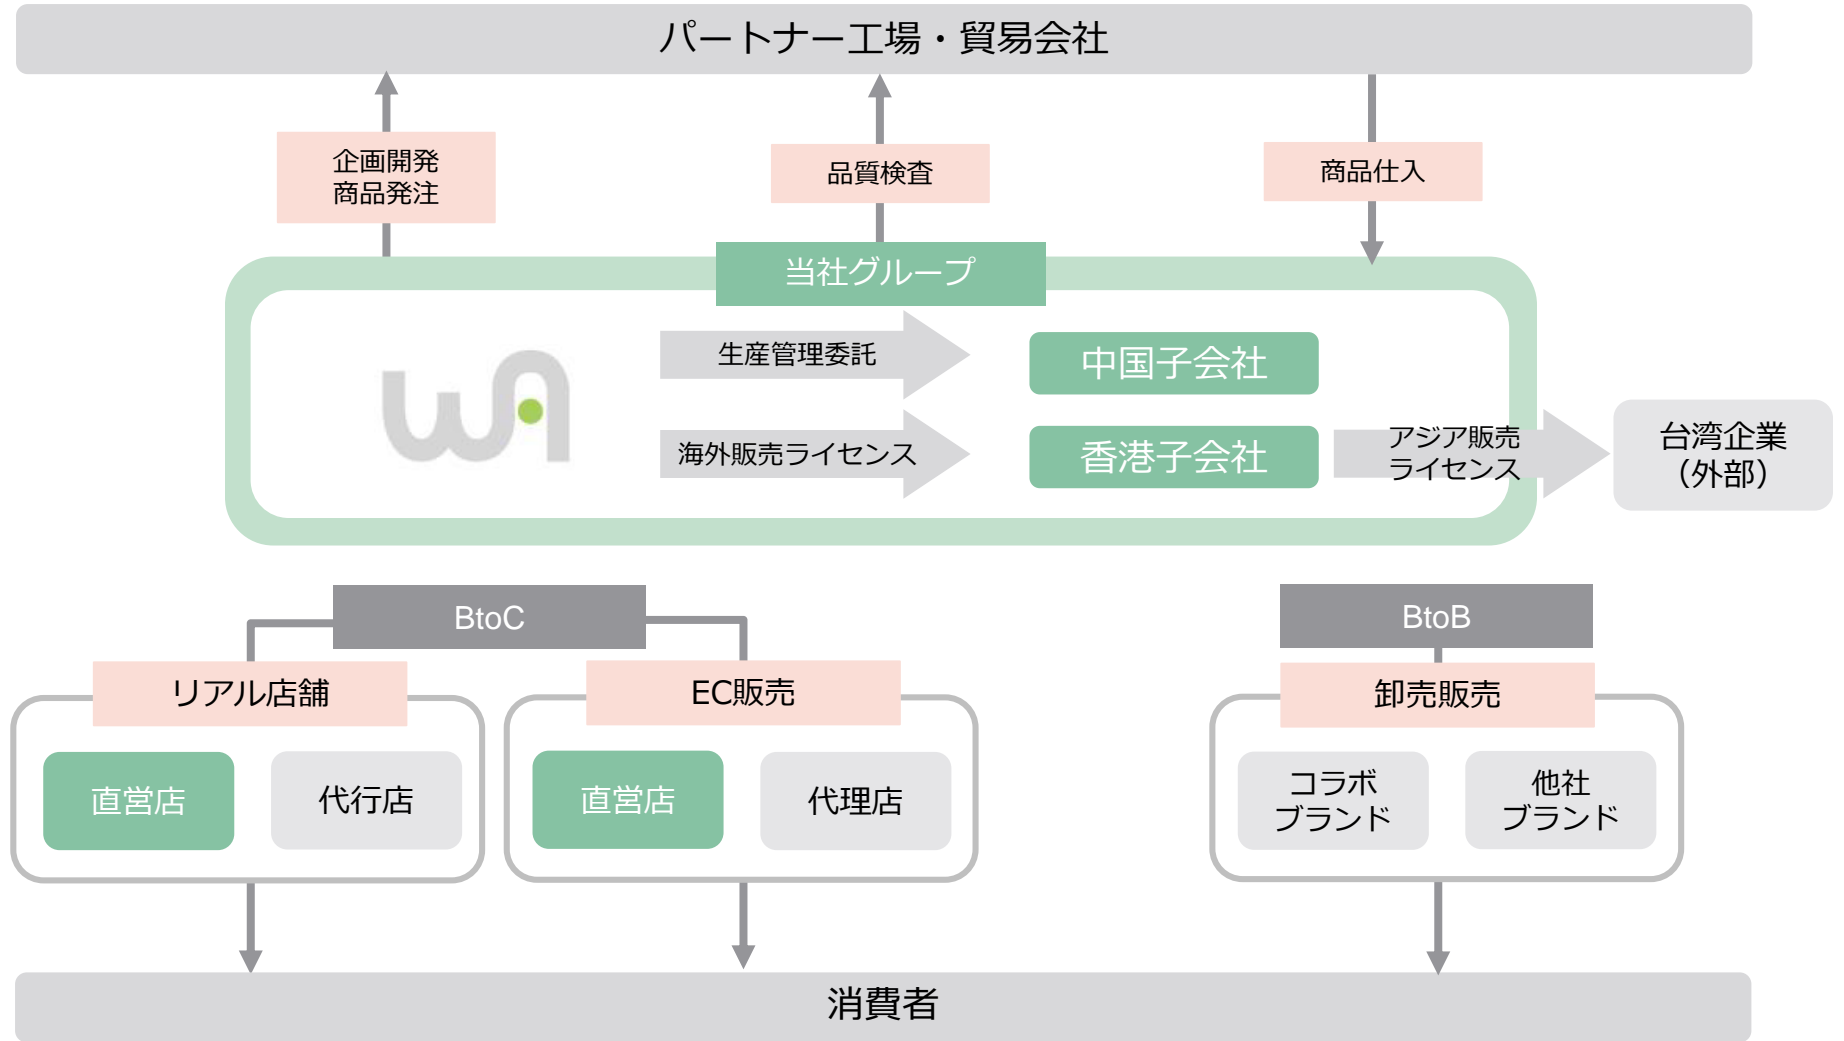 パートナー工場・貿易会社
企画開発
商品発注
品質検査
商品仕入
当社グループ
wA
生産管理委託
中国子会社
海外販売ライセンス
香港子会社
アジア販売
ライセンス
台湾企業
（外部）
BtoC
BtoB
リアル店舗
EC販売
卸売販売
直営店
代行店
直営店
代理店
コラボ
ブランド
他社
ブランド
消費者